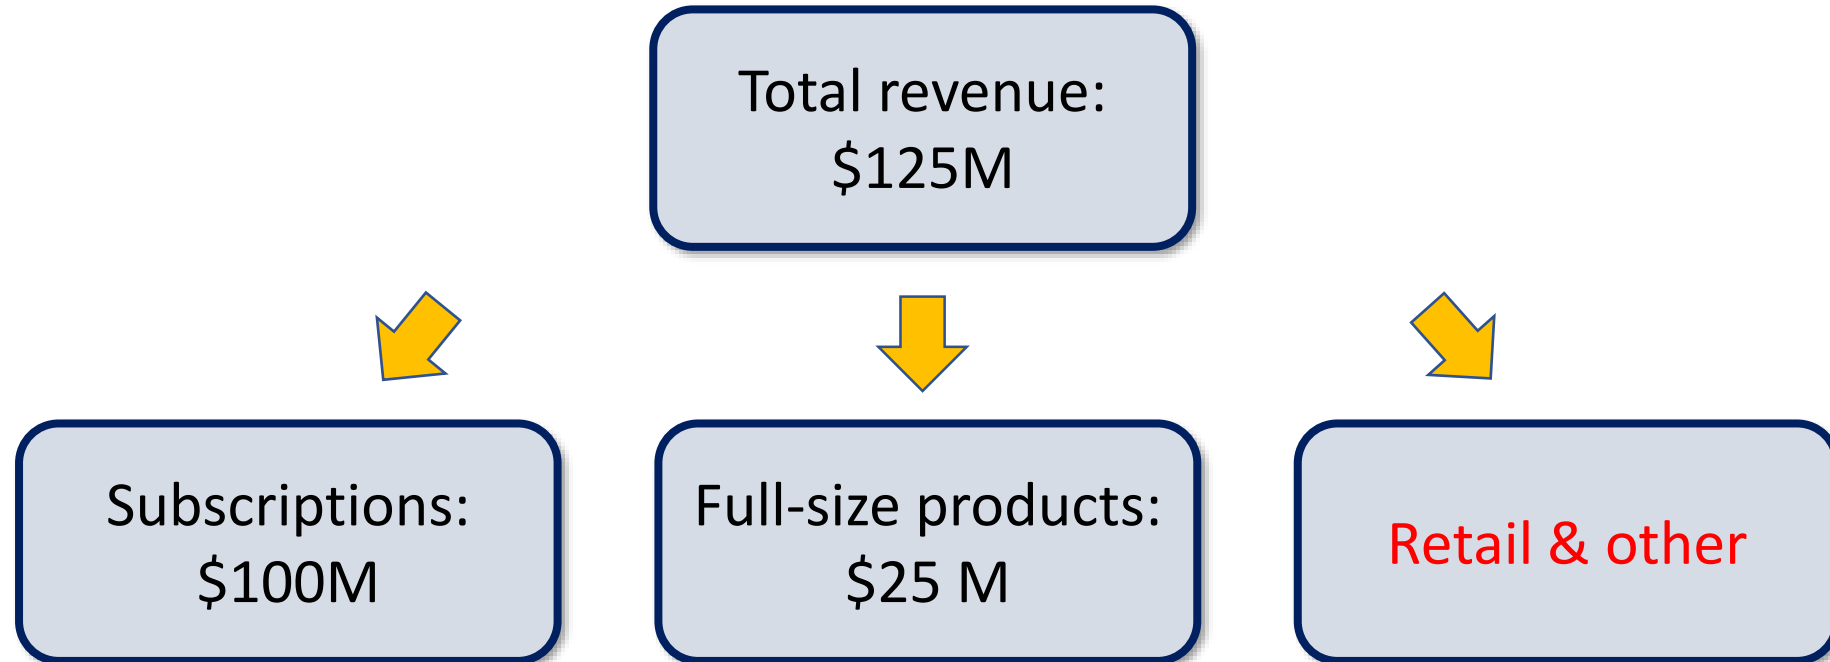 Total revenue:
$125M
Subscriptions:
$100M
Full-size products:
$25 M
Retail & other